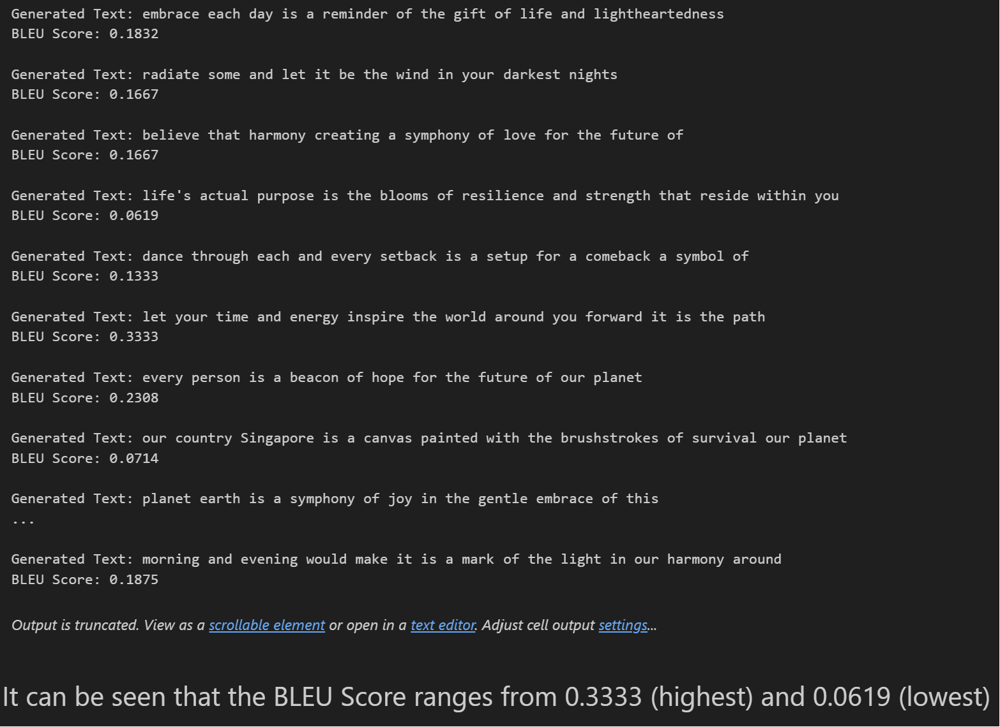 Generated Text: embrace each day is a reminder of the gift of life and lightheartedness
BLEU Score: 0.1832
Generated Text: radiate some and let it be the wind in your darkest nights
BLEU Score: 0.1667
Generated Text: believe that harmony creating a symphony of love for the future of
BLEU Score: 0.1667
Generated Text: life's actual purpose is the blooms of resilience and strength that reside within you
BLEU Score: 0.0619
Generated Text: dance through each and every setback is a setup for a comeback a symbol of
BLEU Score: 0.1333
Generated Text: let your time and energy inspire the world around you forward it is the path
BLEU Score: 0.3333
Generated Text: every person is a beacon of hope for the future of our planet
BLEU Score: 0.2308
Generated Text: our country Singapore is a canvas painted with the brushstrokes of survival our planet
BLEU Score: 0.0714
Generated Text: planet earth is a symphony of joy in the gentle embrace of this
...
Generated Text: morning and evening would make it is a mark of the light in our harmony around
BLEU Score: 0.1875
Output is truncated. View as a scrollable element or open in a text editor. Adjust cell output settings...
It can be seen that the BLEU Score ranges from 0.3333 (highest) and 0.0619 (lowest)